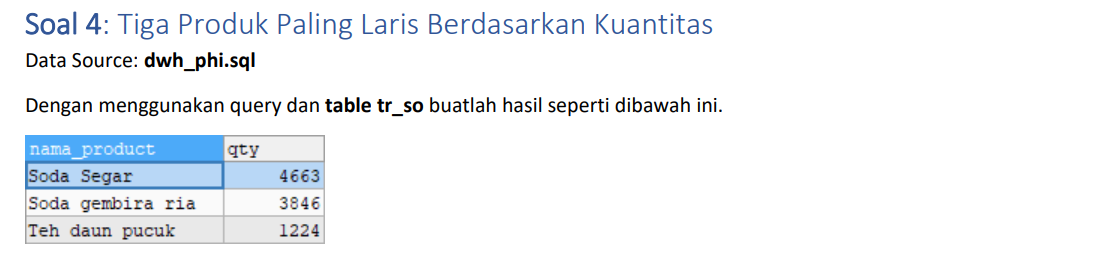 Soal 4: Tiga Produk Paling Laris Berdasarkan Kuantitas
Data Source: dwh_phi.sql
Dengan menggunakan query dan table tr_so buatlah hasil seperti dibawah ini.
nama_product qty
Soda Segar 4663
Soda gembira ria 3846
Teh daun pucuk 1224